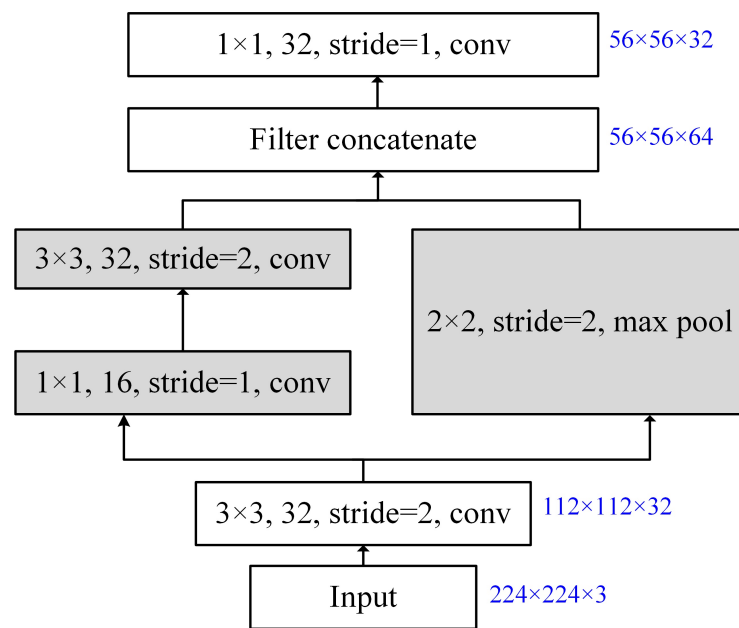 1×1, 32, stride=1, conv
56×56×32
Filter concatenate
56×56×64
3×3, 32, stride=2, conv
2×2, stride=2, max pool
1×1, 16, stride=1, conv
3×3, 32, stride=2, conv
112×112×32
Input
224×224×3